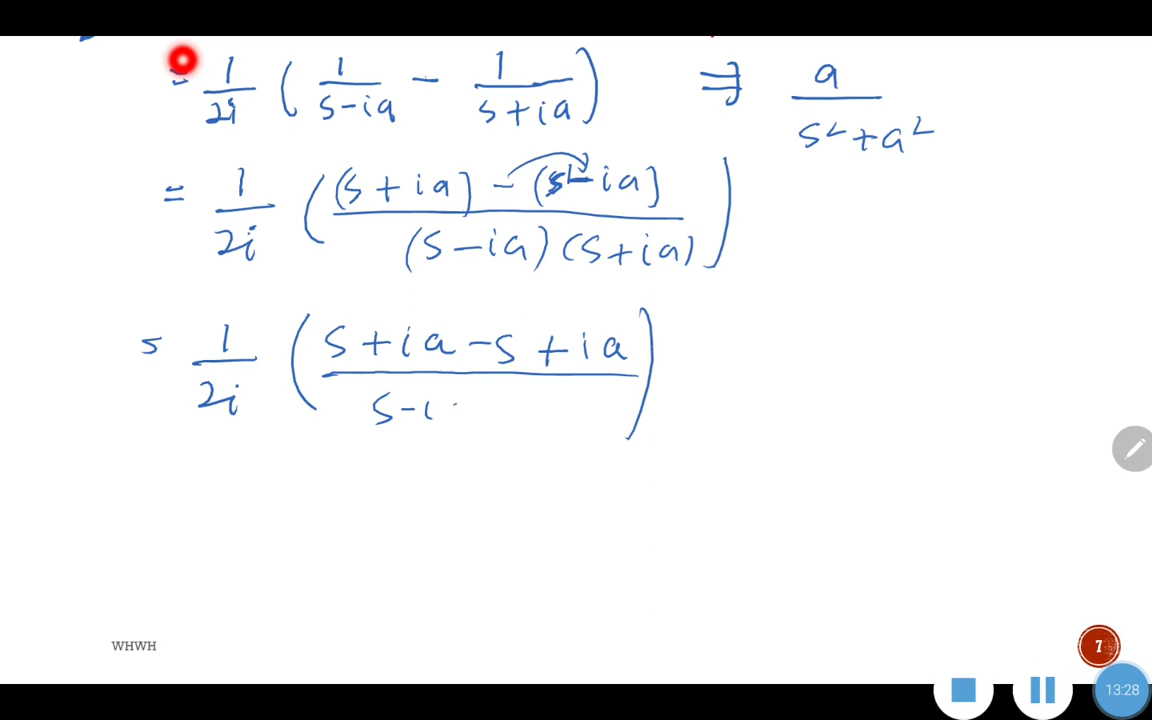 = 1/2i ( 1/s-ia - 1/s+ia ) ⇒ a/s²+a²
= 1/2i ( (s+ia) - (s-ia) / (s-ia)(s+ia) )
= 1/2i ( s+ia-s+ia / s-i
WHWH
7
13:28